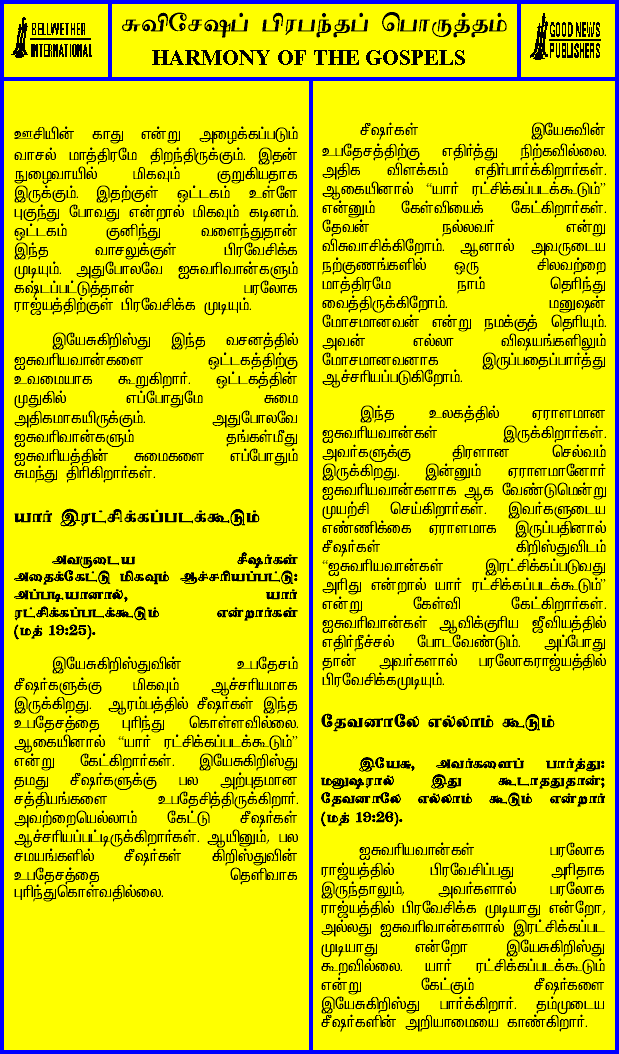 BELLWETHER
INTERNATIONAL
சுவிசேஷப் பிரபந்தப் பொருத்தம்
HARMONY OF THE GOSPELS
GOOD NEWS
PUBLISHERS
ஊசியின் காது என்று அழைக்கப்படும்
வாசல் மாத்திரமே திறந்திருக்கும். இதன்
நுழைவாயில் மிகவும் குறுகியதாக
இருக்கும். இதற்குள் ஒட்டகம் உள்ளே
புகுந்து போவது என்றால் மிகவும் கடினம்.
ஒட்டகம் குனிந்து வளைந்துதான்
இந்த வாசலுக்குள் பிரவேசிக்க
முடியும். அதுபோலவே ஐசுவரிவான்களும்
கஷ்டப்பட்டுத்தான் பரலோக
ராஜ்யத்திற்குள் பிரவேசிக்க முடியும்.
இயேசுகிறிஸ்து இந்த வசனத்தில்
ஐசுவரியவான்களை ஒட்டகத்திற்கு
உவமையாக கூறுகிறார். ஒட்டகத்தின்
முதுகில் எப்போதுமே சுமை
அதிகமாகயிருக்கும். அதுபோலவே
ஐசுவரிவான்களும் தங்கள்மீது
ஐசுவரியத்தின் சுமைகளை எப்போதும்
சுமந்து திரிகிறார்கள்.
யார் இரட்சிக்கப்படக்கூடும்
அவருடைய சீஷர்கள்
அதைக்கேட்டு மிகவும் ஆச்சரியப்பட்டு:
அப்படியானால், யார்
ரட்சிக்கப்படக்கூடும் என்றார்கள்
(மத் 19:25).
இயேசுகிறிஸ்துவின் உபதேசம்
சீஷர்களுக்கு மிகவும் ஆச்சரியமாக
இருக்கிறது. ஆரம்பத்தில் சீஷர்கள் இந்த
உபதேசத்தை புரிந்து கொள்ளவில்லை.
ஆகையினால் "யார் ரட்சிக்கப்படக்கூடும்"
என்று கேட்கிறார்கள். இயேசுகிறிஸ்து
தமது சீஷர்களுக்கு பல அற்புதமான
சத்தியங்களை உபதேசித்திருக்கிறார்.
அவற்றையெல்லாம் கேட்டு சீஷர்கள்
ஆச்சரியப்பட்டிருக்கிறார்கள். ஆயினும், பல
சமயங்களில் சீஷர்கள் கிறிஸ்துவின்
உபதேசத்தை தெளிவாக
புரிந்துகொள்வதில்லை.
சீஷர்கள் இயேசுவின்
உபதேசத்திற்கு எதிர்த்து நிற்கவில்லை.
அதிக விளக்கம் எதிர்பார்க்கிறார்கள்.
ஆகையினால் "யார் ரட்சிக்கப்படக்கூடும்"
என்னும் கேள்வியைக் கேட்கிறார்கள்.
தேவன் நல்லவர் என்று
விசுவாசிக்கிறோம். ஆனால் அவருடைய
நற்குணங்களில் ஒரு சிலவற்றை
மாத்திரமே நாம் தெரிந்து
வைத்திருக்கிறோம். மனுஷன்
மோசமானவன் என்று நமக்குத் தெரியும்.
அவன் எல்லா விஷயங்களிலும்
மோசமானவனாக இருப்பதைப்பார்த்து
ஆச்சரியப்படுகிறோம்.
இந்த உலகத்தில் ஏராளமான
ஐசுவரியவான்கள் இருக்கிறார்கள்.
அவர்களுக்கு திரளான செல்வம்
இருக்கிறது. இன்னும் ஏராளமானோர்
ஐசுவரியவான்களாக ஆக வேண்டுமென்று
முயற்சி செய்கிறார்கள். இவர்களுடைய
எண்ணிக்கை ஏராளமாக இருப்பதினால்
சீஷர்கள் கிறிஸ்துவிடம்
"ஐசுவரியவான்கள் இரட்சிக்கப்படுவது
அரிது என்றால் யார் ரட்சிக்கப்படக்கூடும்"
என்று கேள்வி கேட்கிறார்கள்.
ஐசுவரிவான்கள் ஆவிக்குரிய ஜீவியத்தில்
எதிர்நீச்சல் போடவேண்டும். அப்போது
தான் அவர்களால் பரலோகராஜ்யத்தில்
பிரவேசிக்கமுடியும்.
தேவனாலே எல்லாம் கூடும்
இயேசு, அவர்களைப் பார்த்து:
மனுஷரால் இது கூடாததுதான்;
தேவனாலே எல்லாம் கூடும் என்றார்
(மத் 19:26).
ஐசுவரியவான்கள் பரலோக
ராஜ்யத்தில் பிரவேசிப்பது அரிதாக
இருந்தாலும், அவர்களால் பரலோக
ராஜ்யத்தில் பிரவேசிக்க முடியாது என்றோ,
அல்லது ஐசுவரிவான்களால் இரட்சிக்கப்பட
முடியாது என்றோ இயேசுகிறிஸ்து
கூறவில்லை. யார் ரட்சிக்கப்படக்கூடும்
என்று கேட்கும் சீஷர்களை
இயேசுகிறிஸ்து பார்க்கிறார். தம்முடைய
சீஷர்களின் அறியாமையை காண்கிறார்.